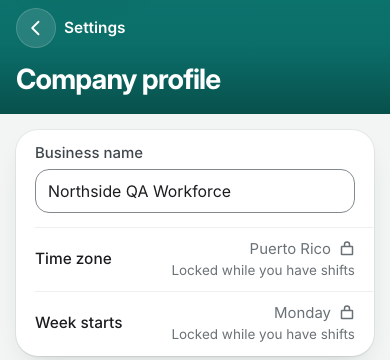 Settings
Company profile
Business name
Northside QA Workforce
Time zone
Puerto Rico
Locked while you have shifts
Week starts
Monday
Locked while you have shifts